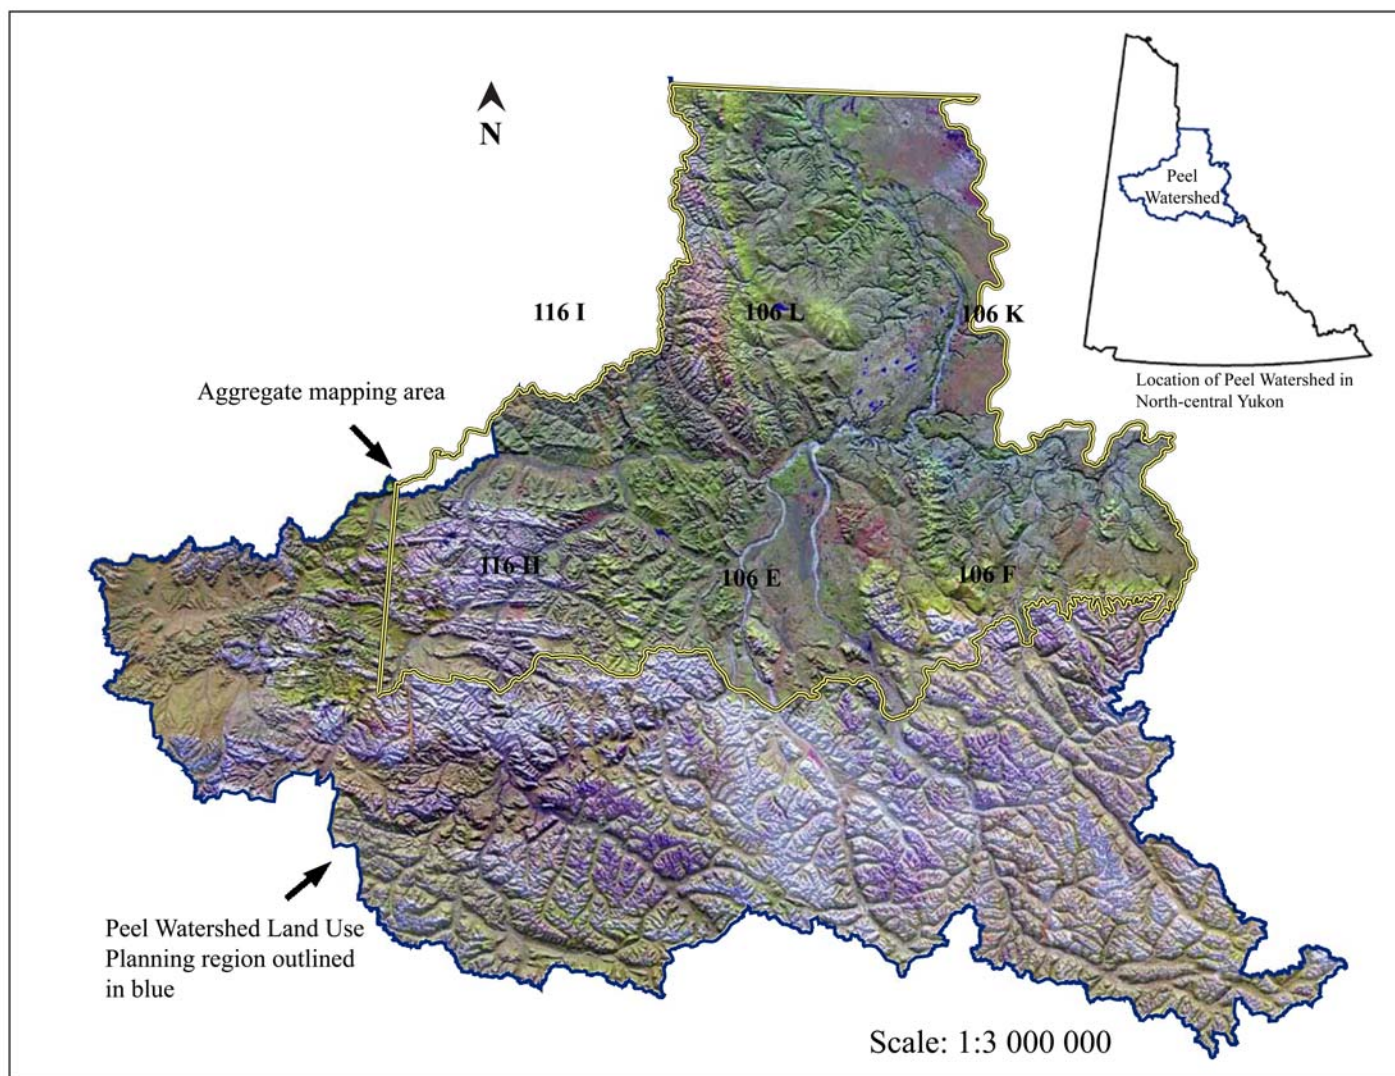 N
Peel
Watershed
116 I
106 L
106 K
Location of Peel Watershed in
North-central Yukon
Aggregate mapping area
116 H
106 E
106 F
Peel Watershed Land Use
Planning region outlined
in blue
Scale: 1:3 000 000